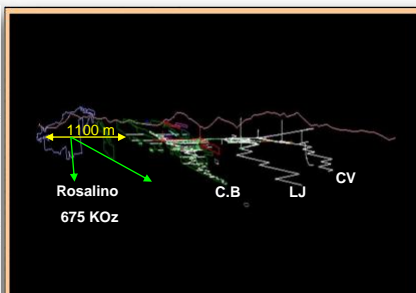 1100 m
Rosalino
675 KOz
C.B
LJ
CV